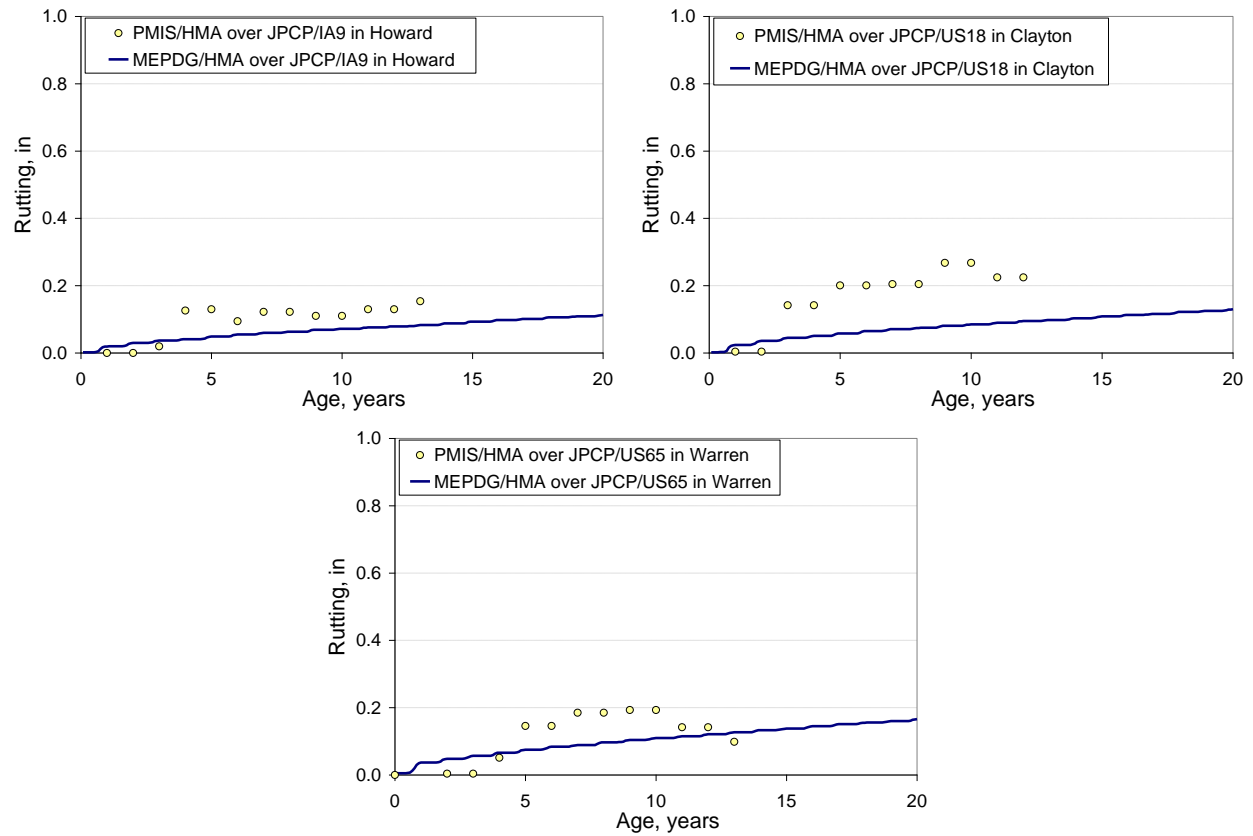 PMIS/HMA over JPCP/IA9 in Howard
MEPDG/HMA over JPCP/IA9 in Howard
Rutting, in
1.0
0.8
0.6
0.4
0.2
0.0
0 5 10 15 20
Age, years
PMIS/HMA over JPCP/US18 in Clayton
MEPDG/HMA over JPCP/US18 in Clayton
Rutting, in
1.0
0.8
0.6
0.4
0.2
0.0
0 5 10 15 20
Age, years
PMIS/HMA over JPCP/US65 in Warren
MEPDG/HMA over JPCP/US65 in Warren
Rutting, in
1.0
0.8
0.6
0.4
0.2
0.0
0 5 10 15 20
Age, years